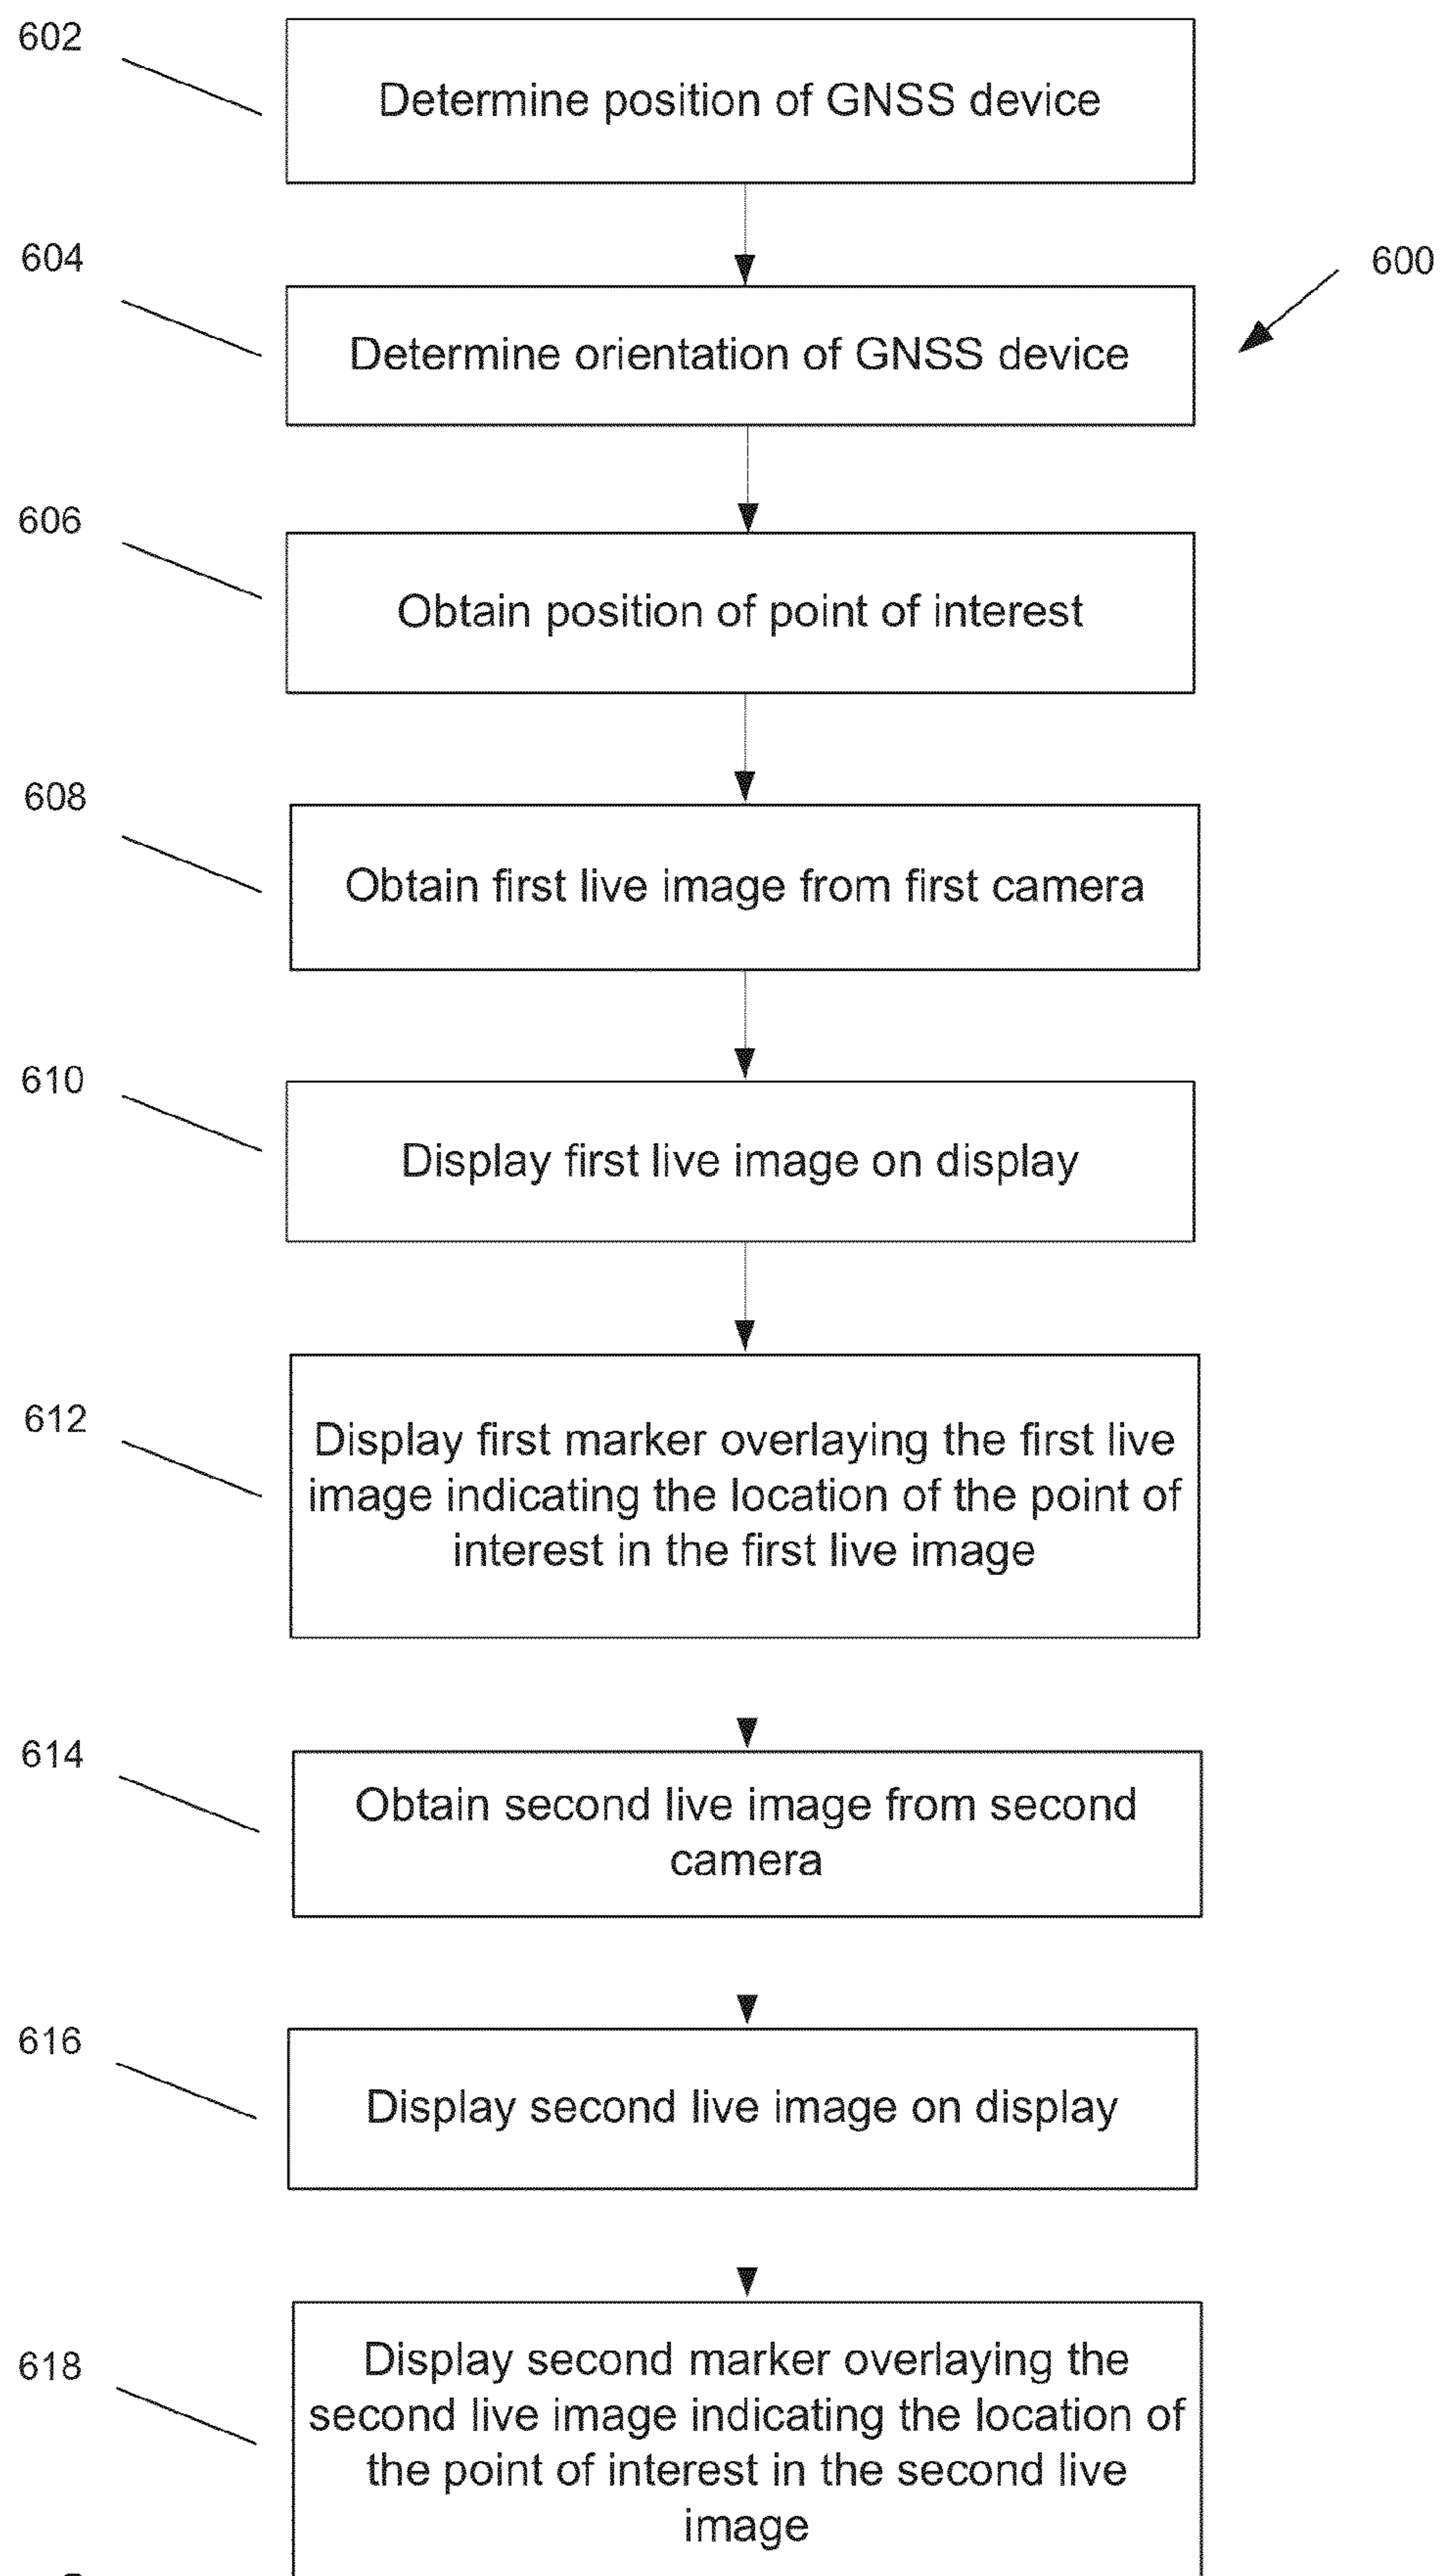 602
Determine position of GNSS device
604
600
Determine orientation of GNSS device
606
Obtain position of point of interest
608
Obtain first live image from first camera
610
Display first live image on display
612
Display first marker overlaying the first live
image indicating the location of the point of
interest in the first live image
614
Obtain second live image from second
camera
616
Display second live image on display
618
Display second marker overlaying the
second live image indicating the location of
the point of interest in the second live
image